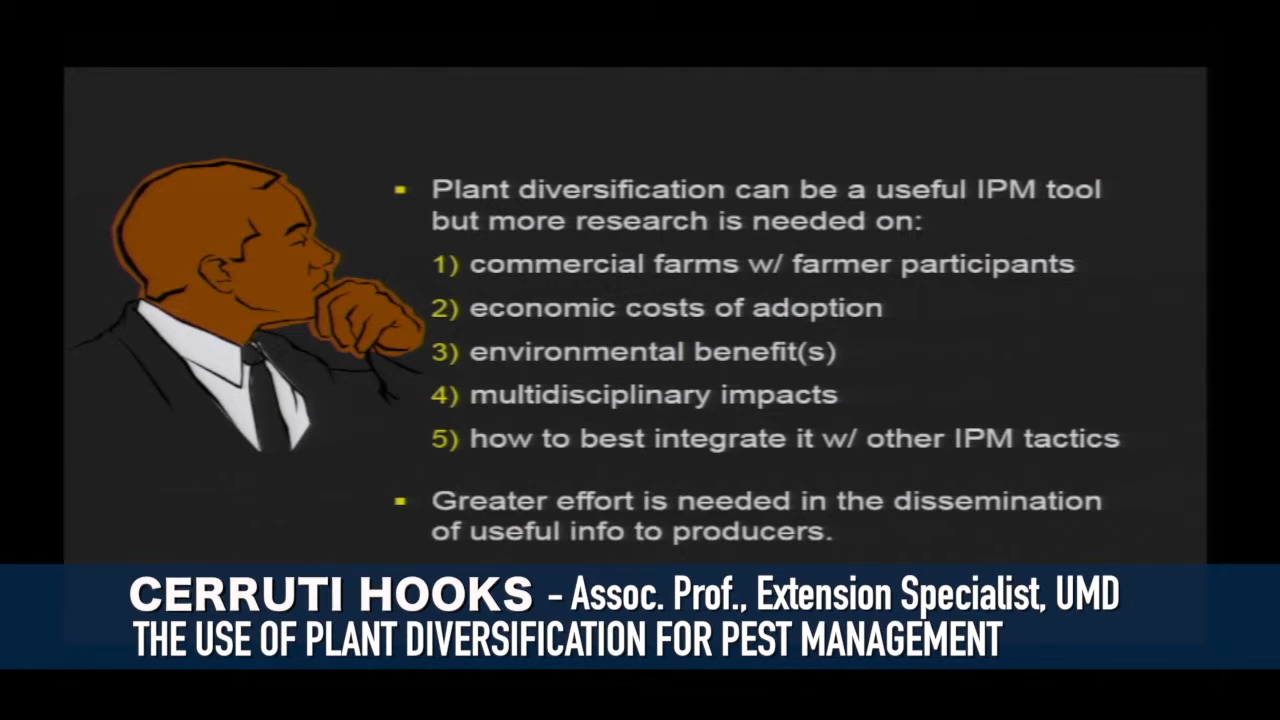 ▪ Plant diversification can be a useful IPM tool
but more research is needed on:
1) commercial farms w/ farmer participants
2) economic costs of adoption
3) environmental benefit(s)
4) multidisciplinary impacts
5) how to best integrate it w/ other IPM tactics
▪ Greater effort is needed in the dissemination
of useful info to producers.
CERRUTI HOOKS - Assoc. Prof., Extension Specialist, UMD
THE USE OF PLANT DIVERSIFICATION FOR PEST MANAGEMENT